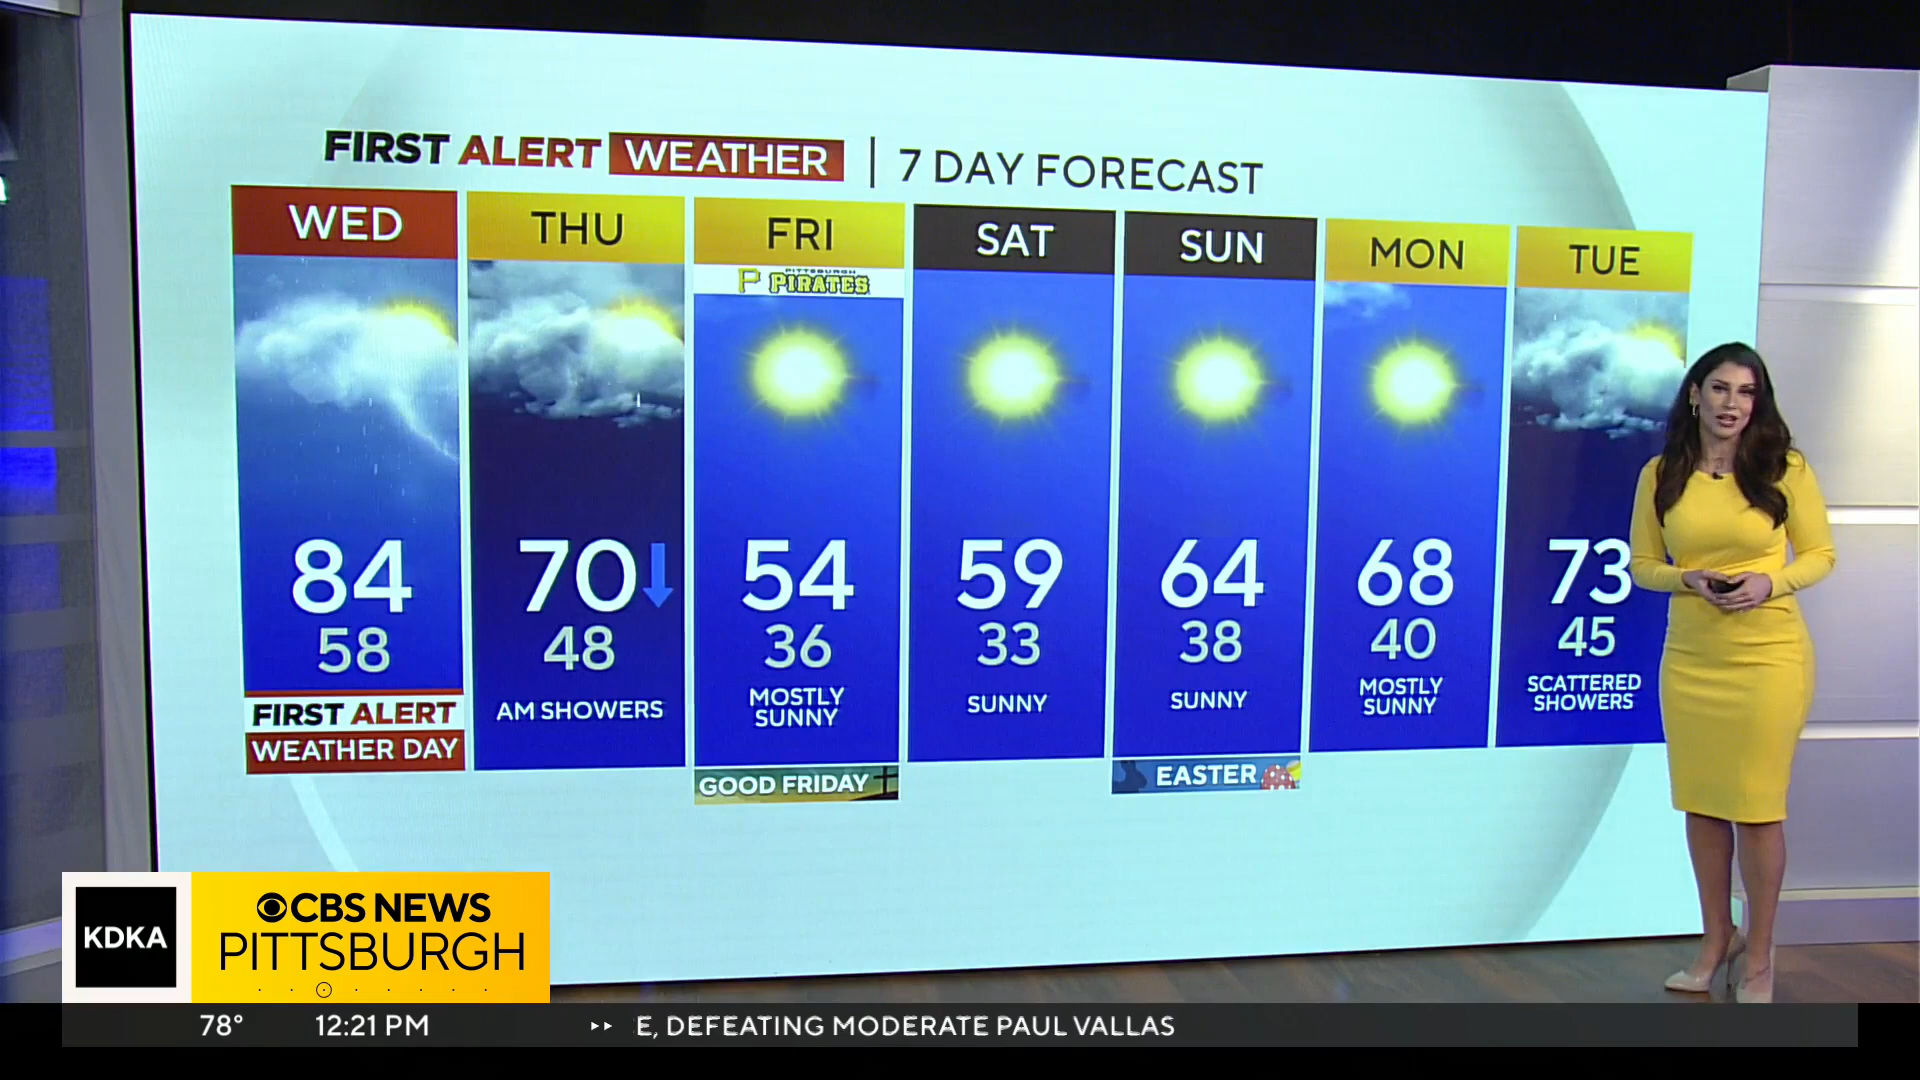 FIRST ALERT WEATHER | 7 DAY FORECAST
WED
THU
FRI
SAT
SUN
MON
TUE
P PITTSBURGH
PIRATES
84
70
54
59
64
68
73
58
48
36
33
38
40
45
FIRST ALERT
WEATHER DAY
AM SHOWERS
MOSTLY
SUNNY
SUNNY
SUNNY
MOSTLY
SUNNY
SCATTERED
SHOWERS
GOOD FRIDAY
EASTER
KDKA
CBS NEWS
PITTSBURGH
78° 12:21 PM E, DEFEATING MODERATE PAUL VALLAS